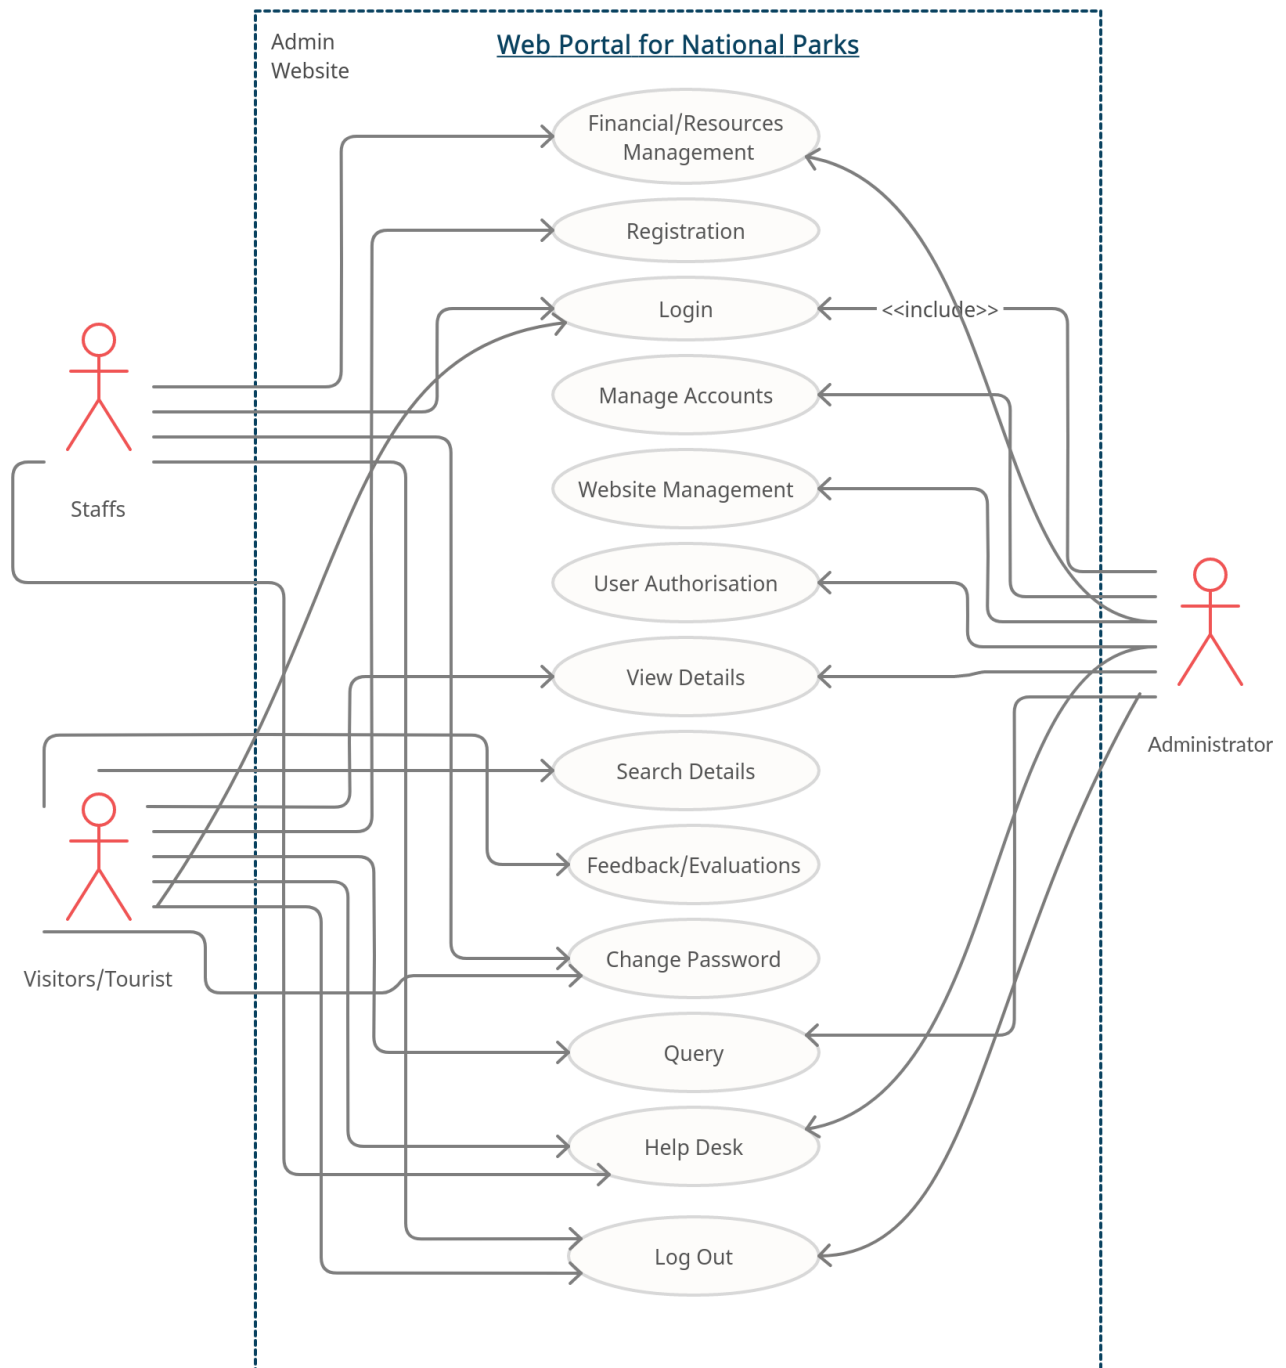 Admin
Website
Web Portal for National Parks
Financial/Resources
Management
Registration
Login
<<include>>
Manage Accounts
Website Management
Staffs
User Authorisation
View Details
Administrator
Search Details
Feedback/Evaluations
Change Password
Visitors/Tourist
Query
Help Desk
Log Out